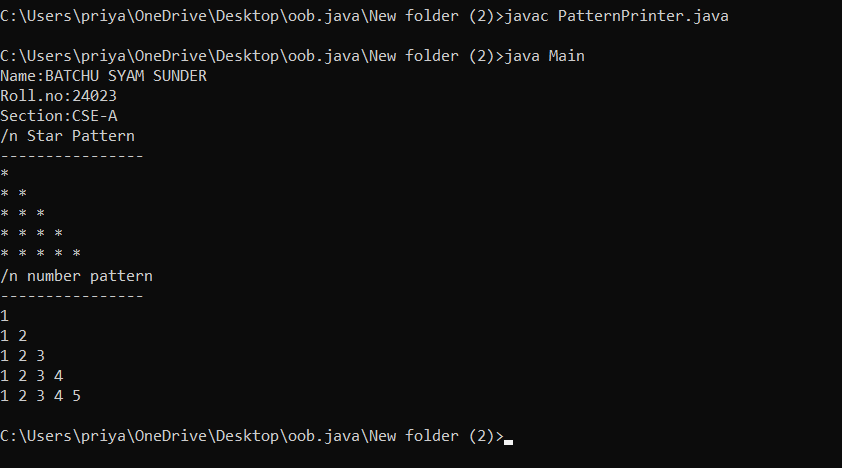 C:\Users\priya\OneDrive\Desktop\oob.java\New folder (2)>javac PatternPrinter.java
C:\Users\priya\OneDrive\Desktop\oob.java\New folder (2)>java Main
Name:BATCHU SYAM SUNDER
Roll.no:24023
Section:CSE-A
/n Star Pattern
----------------
*
* *
* * *
* * * *
* * * * *
/n number pattern
----------------
1
1 2
1 2 3
1 2 3 4
1 2 3 4 5
C:\Users\priya\OneDrive\Desktop\oob.java\New folder (2)>